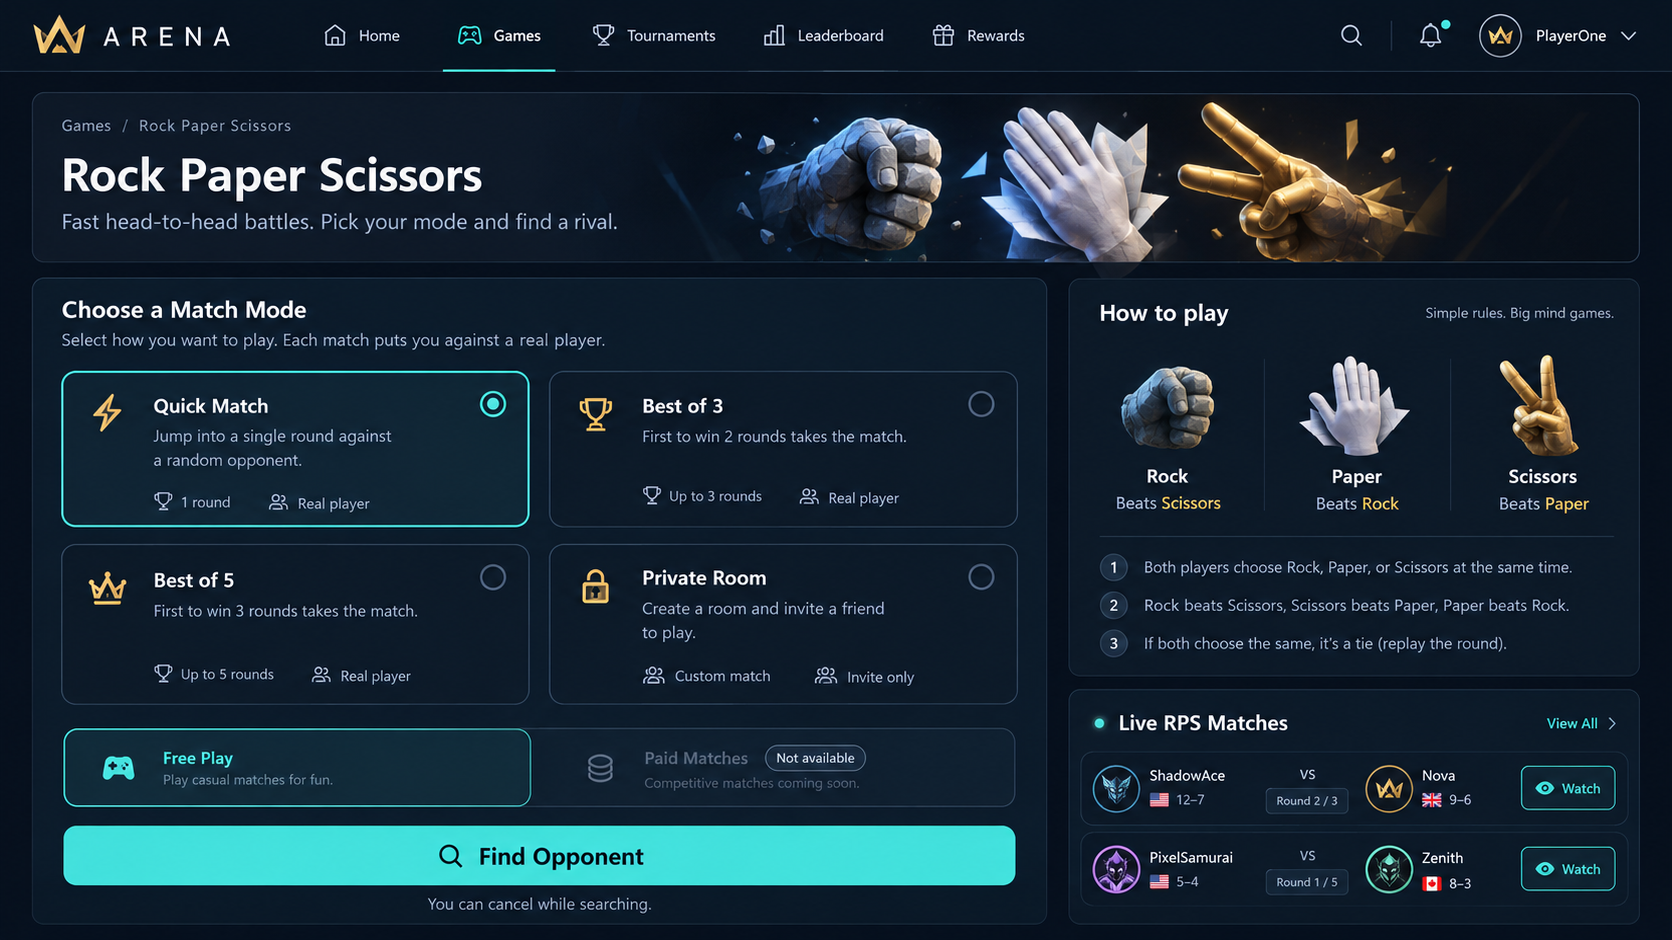 ARENA
Home
Games
Tournaments
Leaderboard
Rewards
PlayerOne
Games / Rock Paper Scissors
Rock Paper Scissors
Fast head-to-head battles. Pick your mode and find a rival.
Choose a Match Mode
Select how you want to play. Each match puts you against a real player.
Quick Match
Jump into a single round against
a random opponent.
1 round
Real player
Best of 3
First to win 2 rounds takes the match.
Up to 3 rounds
Real player
Best of 5
First to win 3 rounds takes the match.
Up to 5 rounds
Real player
Private Room
Create a room and invite a friend
to play.
Custom match
Invite only
Free Play
Play casual matches for fun.
Paid Matches
Not available
Competitive matches coming soon.
Find Opponent
You can cancel while searching.
How to play
Simple rules. Big mind games.
Rock
Beats Scissors
Paper
Beats Rock
Scissors
Beats Paper
1 Both players choose Rock, Paper, or Scissors at the same time.
2 Rock beats Scissors, Scissors beats Paper, Paper beats Rock.
3 If both choose the same, it's a tie (replay the round).
Live RPS Matches
View All
ShadowAce
12–7
VS
Round 2 / 3
Nova
9–6
Watch
PixelSamurai
5–4
VS
Round 1 / 5
Zenith
8–3
Watch